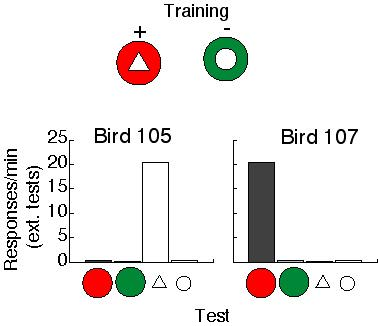 Training
+ -
Bird 105 Bird 107
Responses/min
(ext. tests)
25
20
15
10
5
0
Test